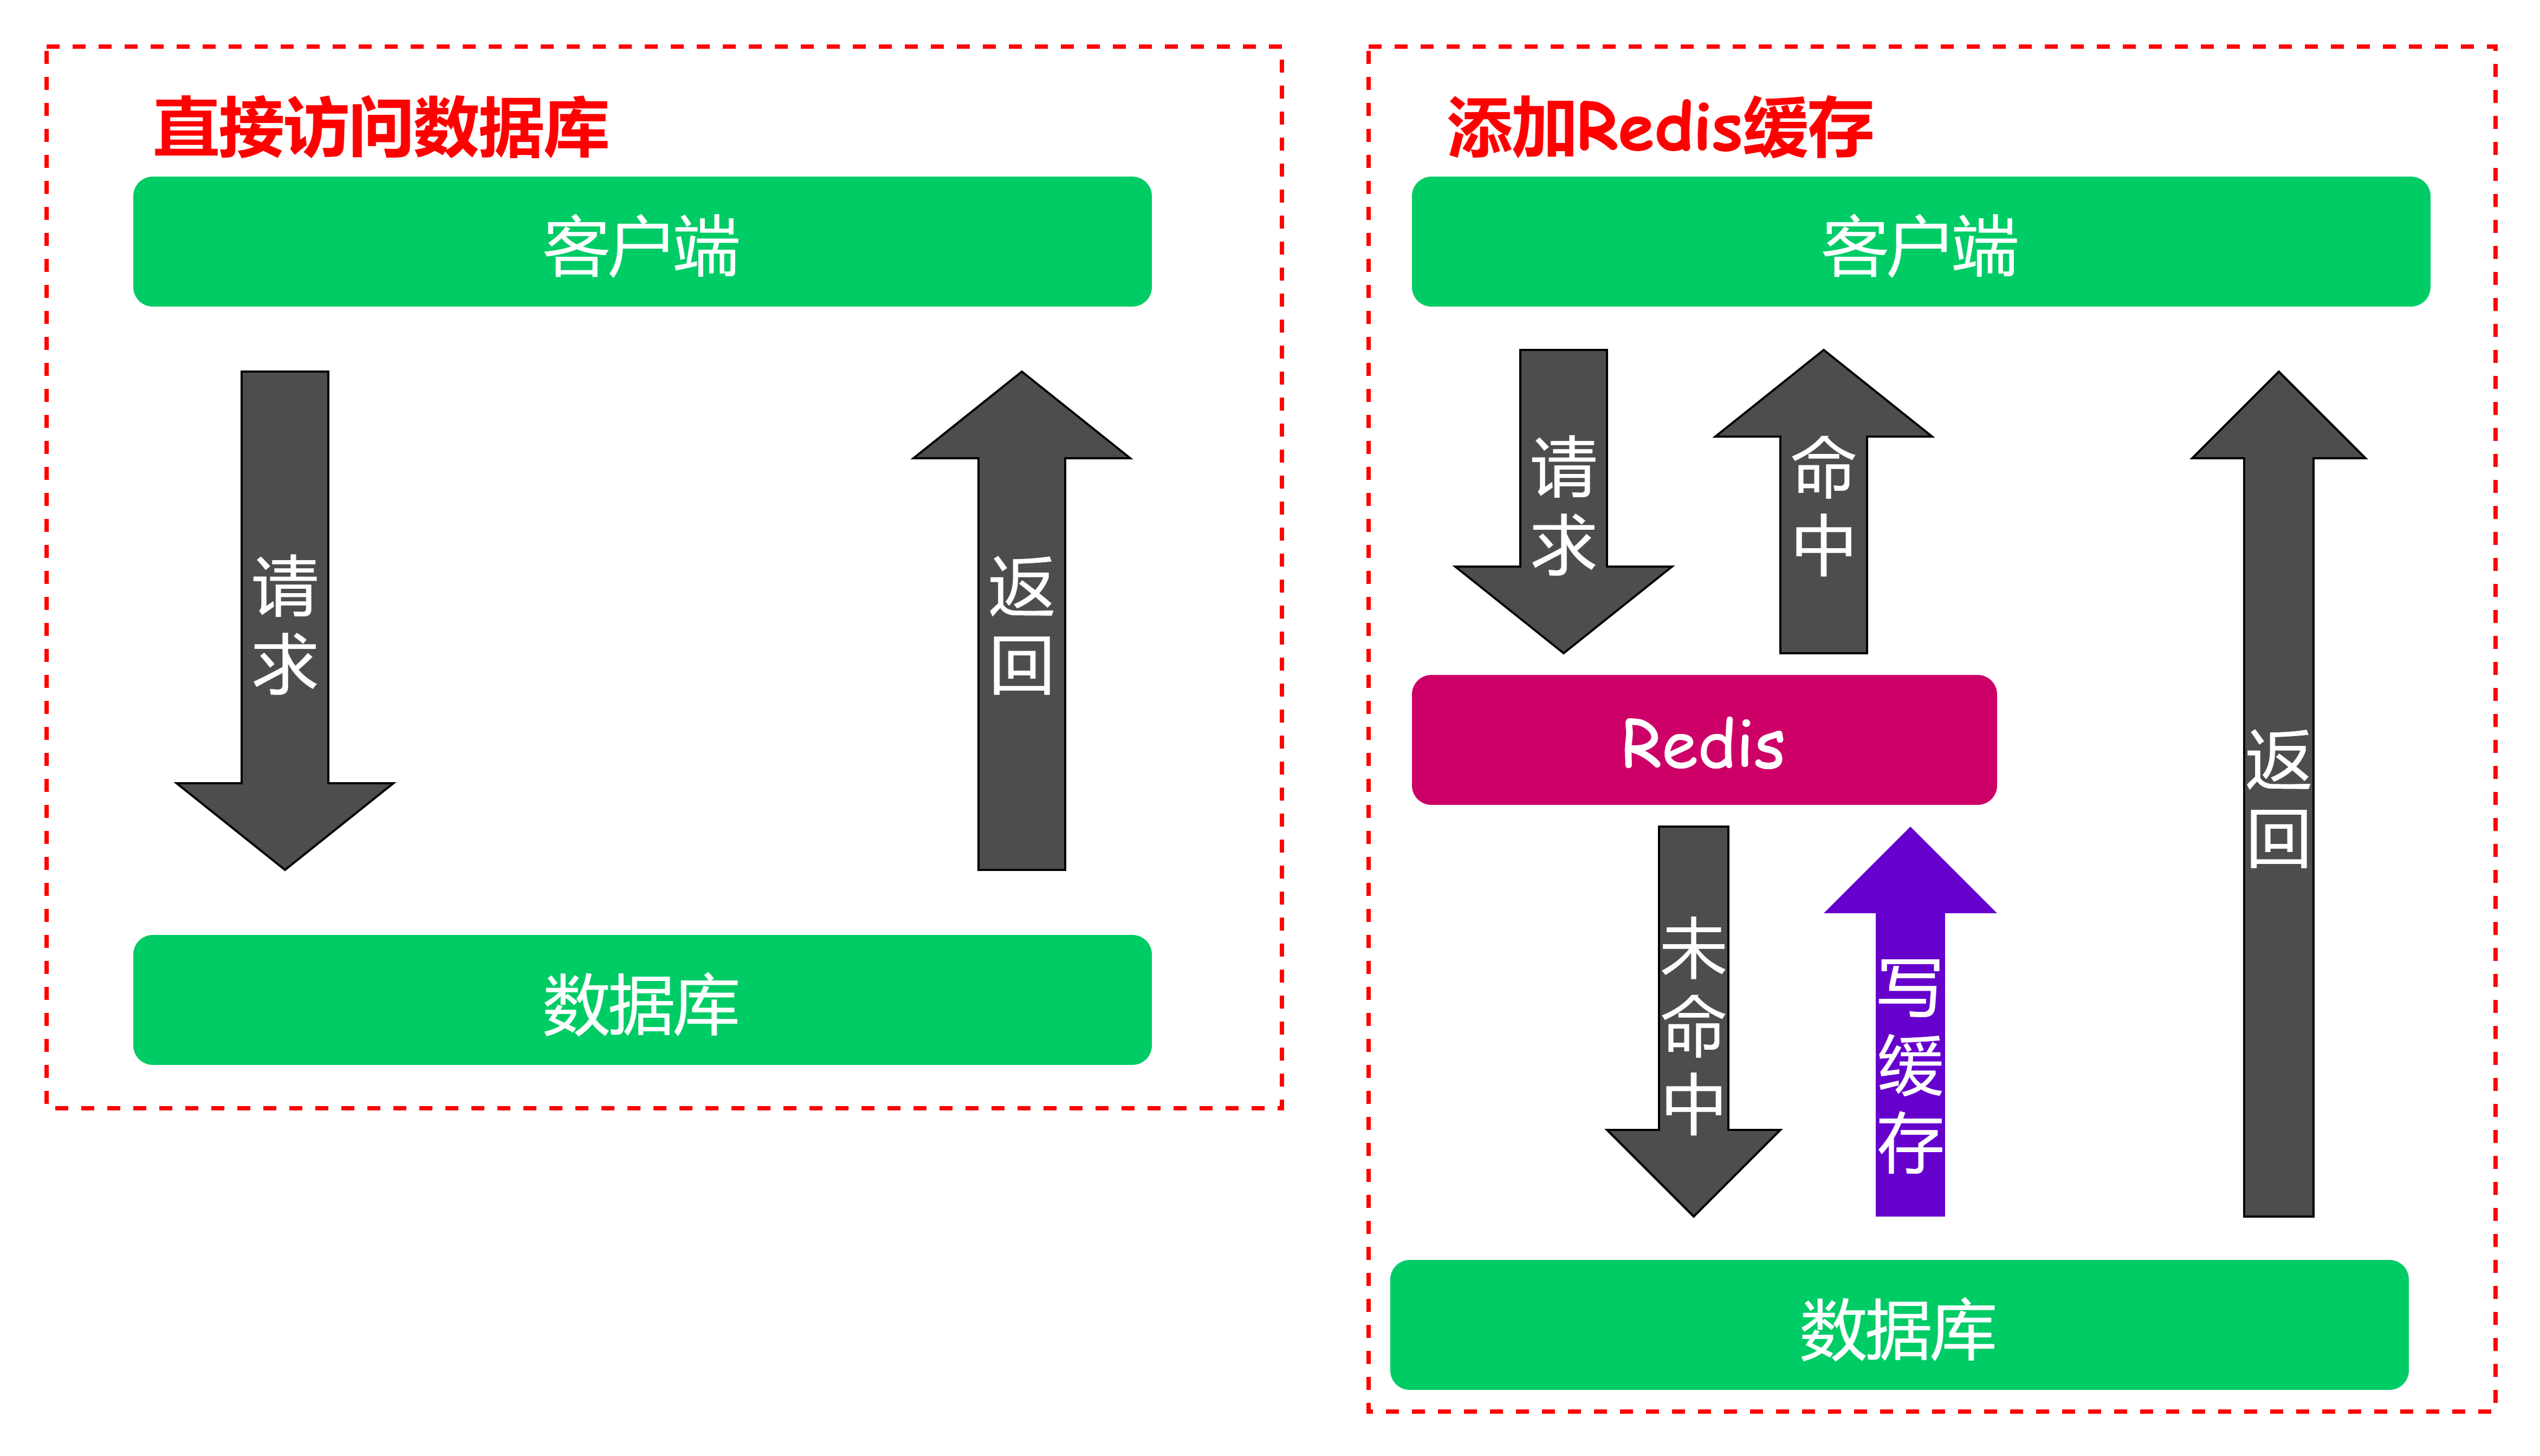 直接访问数据库
客户端
请求
返回
数据库
添加Redis缓存
客户端
请求
命中
Redis
未命中
写缓存
返回
数据库